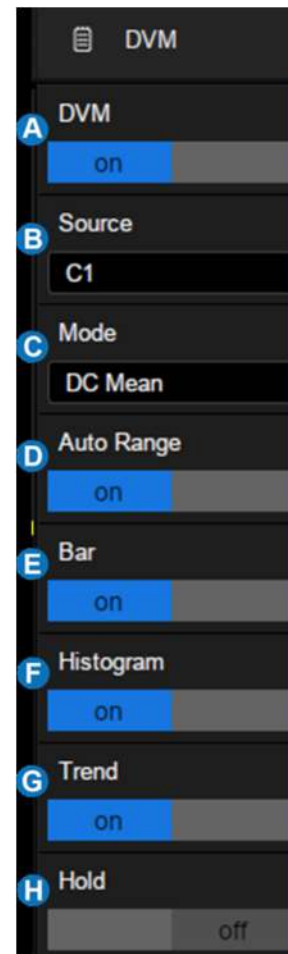 DVM
A
DVM
on
B
Source
C1
C
Mode
DC Mean
D
Auto Range
on
E
Bar
on
F
Histogram
on
G
Trend
on
H
Hold
off